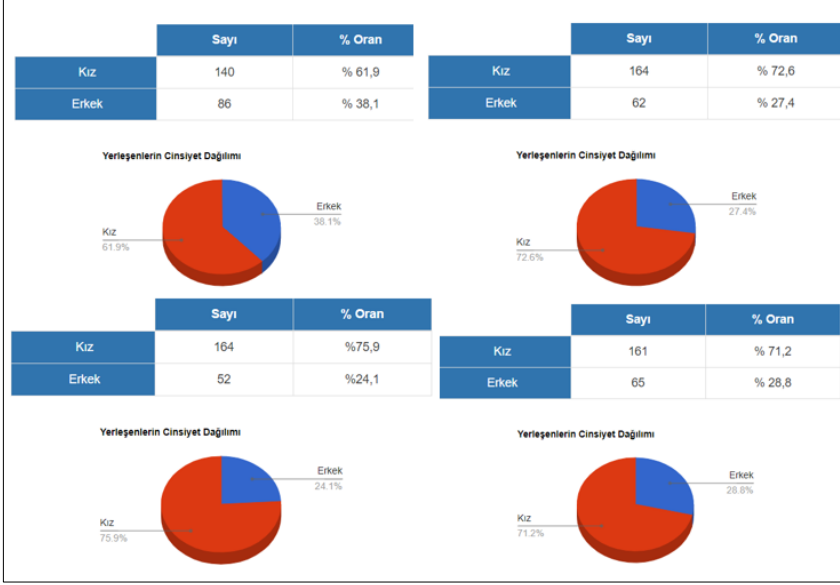 Sayı % Oran
Kız 140 % 61,9
Erkek 86 % 38,1
Yerleşenlerin Cinsiyet Dağılımı
Erkek
38.1%
Kız
61.9%
Sayı % Oran
Kız 164 % 72,6
Erkek 62 % 27,4
Yerleşenlerin Cinsiyet Dağılımı
Erkek
27.4%
Kız
72.6%
Sayı % Oran
Kız 164 %75,9
Erkek 52 %24,1
Yerleşenlerin Cinsiyet Dağılımı
Erkek
24.1%
Kız
75.9%
Sayı % Oran
Kız 161 % 71,2
Erkek 65 % 28,8
Yerleşenlerin Cinsiyet Dağılımı
Erkek
28.8%
Kız
71.2%